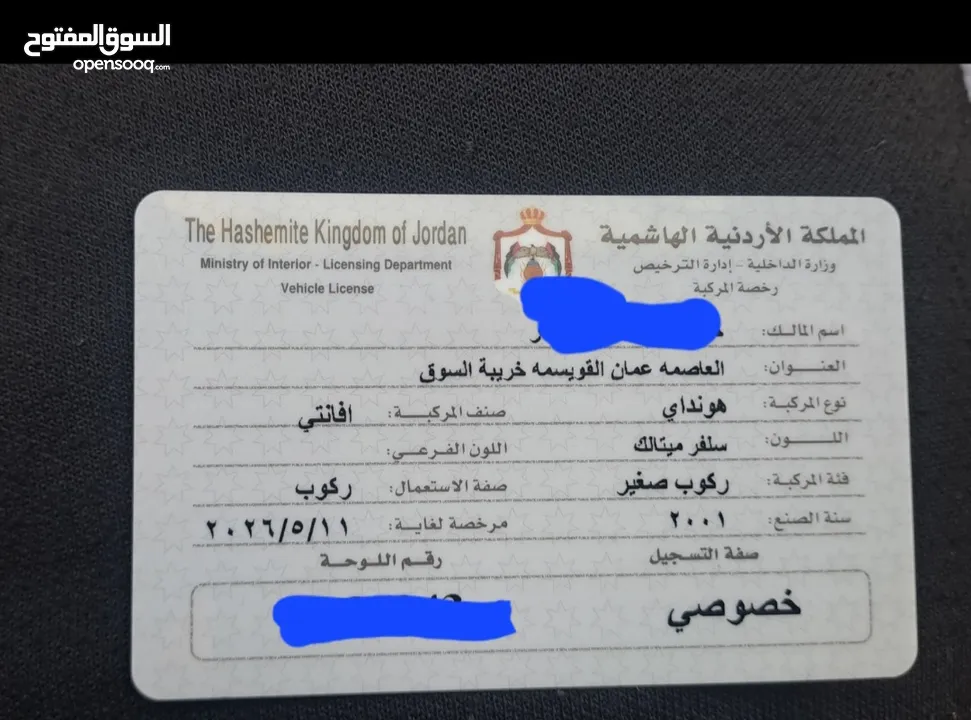 السوق المفتوح
opensooq.com
The Hashemite Kingdom of Jordan
المملكة الأردنية الهاشمية
Ministry of Interior - Licensing Department
وزارة الداخلية - إدارة الترخيص
Vehicle License
رخصة المركبة
اسم المالك:
العنوان: العاصمه عمان القويسمه خريبة السوق
نوع المركبة: هونداي صنف المركبة: افانتي
اللون: سلفر ميتالك اللون الفرعي:
فئة المركبة: ركوب صغير صفة الاستعمال: ركوب
سنة الصنع: ٢٠٠١ مرخصة لغاية: ٢٠٢٦/٥/١١
صفة التسجيل رقم اللوحة
خصوصي